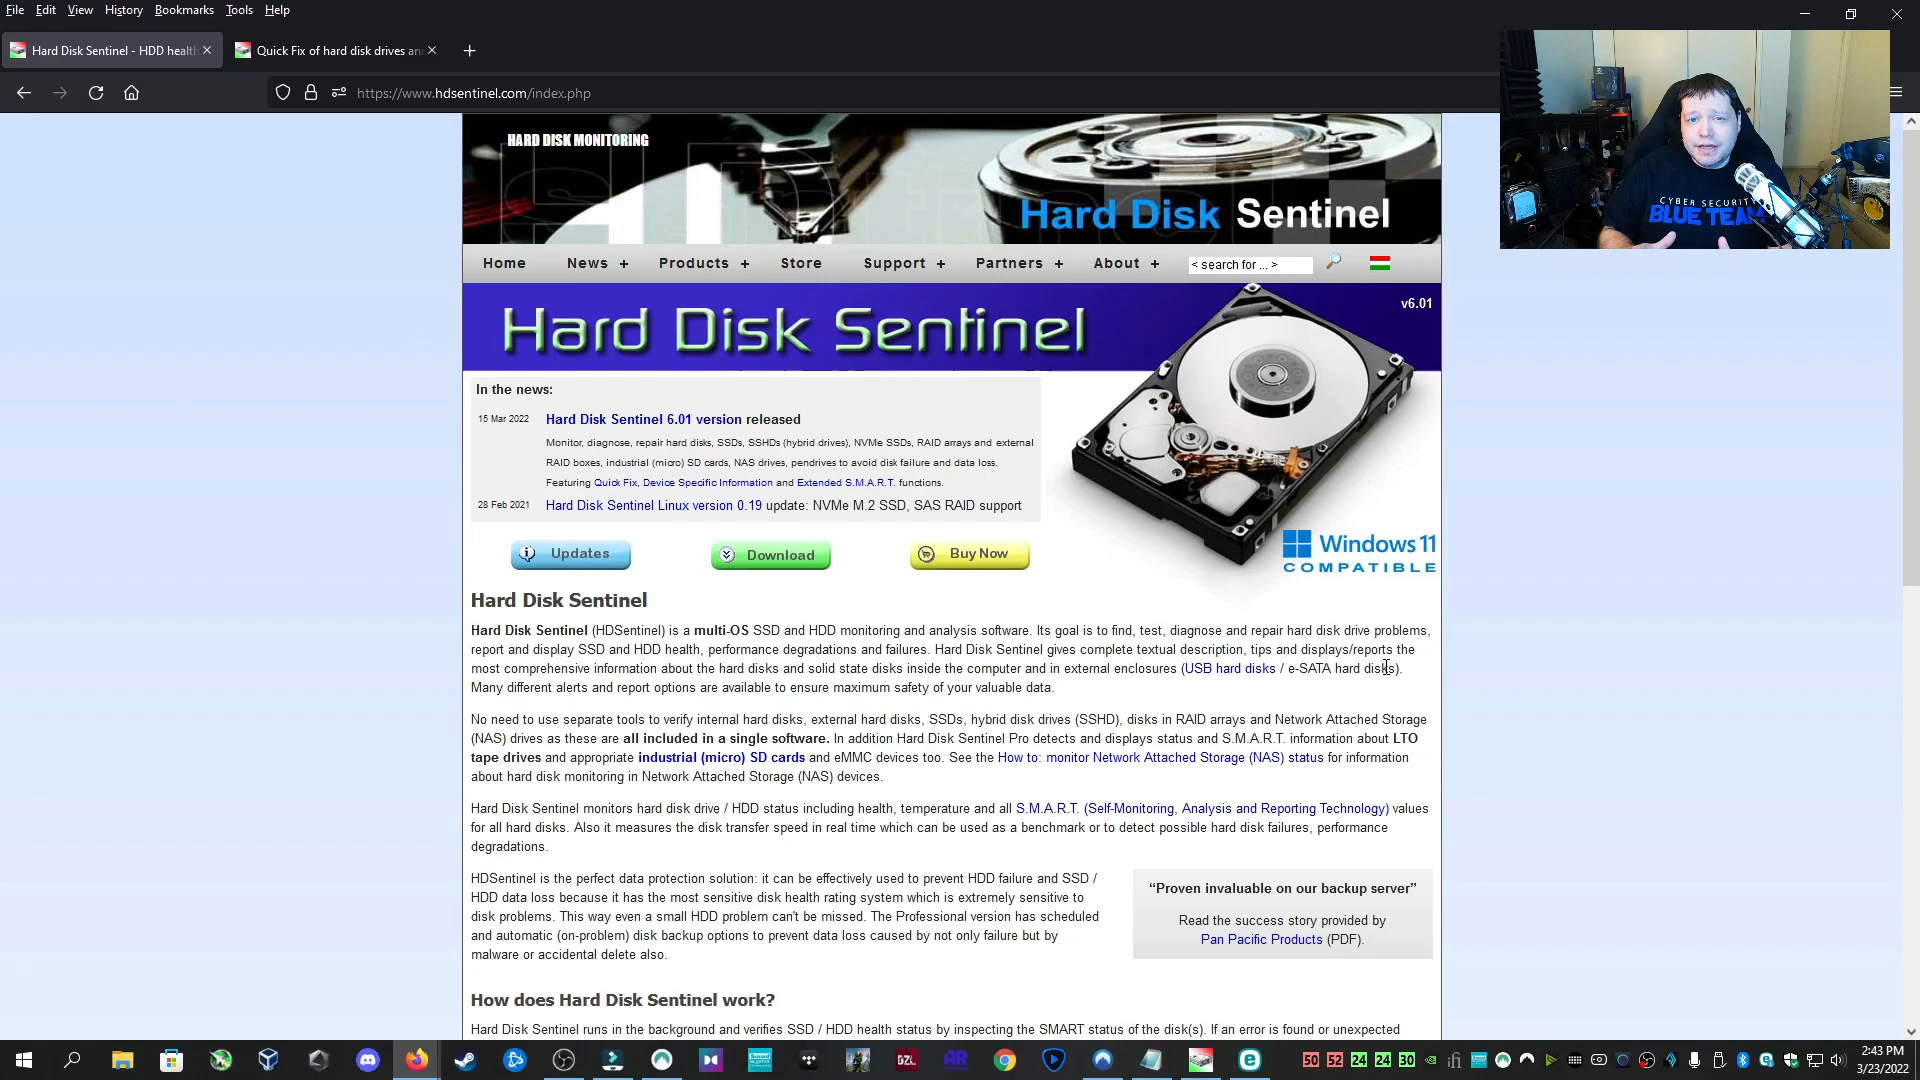 File Edit View History Bookmarks Tools Help
Hard Disk Sentinel - HDD health
Quick Fix of hard disk drives an
https://www.hdsentinel.com/index.php
HARD DISK MONITORING
Hard Disk Sentinel
Home News + Products + Store Support + Partners + About + < search for ... >
Hard Disk Sentinel
v6.01
In the news:
15 Mar 2022 Hard Disk Sentinel 6.01 version released
Monitor, diagnose, repair hard disks, SSDs, SSHDs (hybrid drives), NVMe SSDs, RAID arrays and external
RAID boxes, industrial (micro) SD cards, NAS drives, pendrives to avoid disk failure and data loss.
Featuring Quick Fix, Device Specific Information and Extended S.M.A.R.T. functions.
28 Feb 2021 Hard Disk Sentinel Linux version 0.19 update: NVMe M.2 SSD, SAS RAID support
Updates Download Buy Now
Windows 11
COMPATIBLE
Hard Disk Sentinel
Hard Disk Sentinel (HDSentinel) is a multi-OS SSD and HDD monitoring and analysis software. Its goal is to find, test, diagnose and repair hard disk drive problems,
report and display SSD and HDD health, performance degradations and failures. Hard Disk Sentinel gives complete textual description, tips and displays/reports the
most comprehensive information about the hard disks and solid state disks inside the computer and in external enclosures (USB hard disks / e-SATA hard disks).
Many different alerts and report options are available to ensure maximum safety of your valuable data.
No need to use separate tools to verify internal hard disks, external hard disks, SSDs, hybrid disk drives (SSHD), disks in RAID arrays and Network Attached Storage
(NAS) drives as these are all included in a single software. In addition Hard Disk Sentinel Pro detects and displays status and S.M.A.R.T. information about LTO
tape drives and appropriate industrial (micro) SD cards and eMMC devices too. See the How to: monitor Network Attached Storage (NAS) status for information
about hard disk monitoring in Network Attached Storage (NAS) devices.
Hard Disk Sentinel monitors hard disk drive / HDD status including health, temperature and all S.M.A.R.T. (Self-Monitoring, Analysis and Reporting Technology) values
for all hard disks. Also it measures the disk transfer speed in real time which can be used as a benchmark or to detect possible hard disk failures, performance
degradations.
HDSentinel is the perfect data protection solution: it can be effectively used to prevent HDD failure and SSD /
HDD data loss because it has the most sensitive disk health rating system which is extremely sensitive to
disk problems. This way even a small HDD problem can't be missed. The Professional version has scheduled
and automatic (on-problem) disk backup options to prevent data loss caused by not only failure but by
malware or accidental delete also.
“Proven invaluable on our backup server”
Read the success story provided by
Pan Pacific Products (PDF).
How does Hard Disk Sentinel work?
Hard Disk Sentinel runs in the background and verifies SSD / HDD health status by inspecting the SMART status of the disk(s). If an error is found or unexpected
CYBER SECURITY
BLUE TEAM
50 52 24 24 30
2:43 PM
3/23/2022